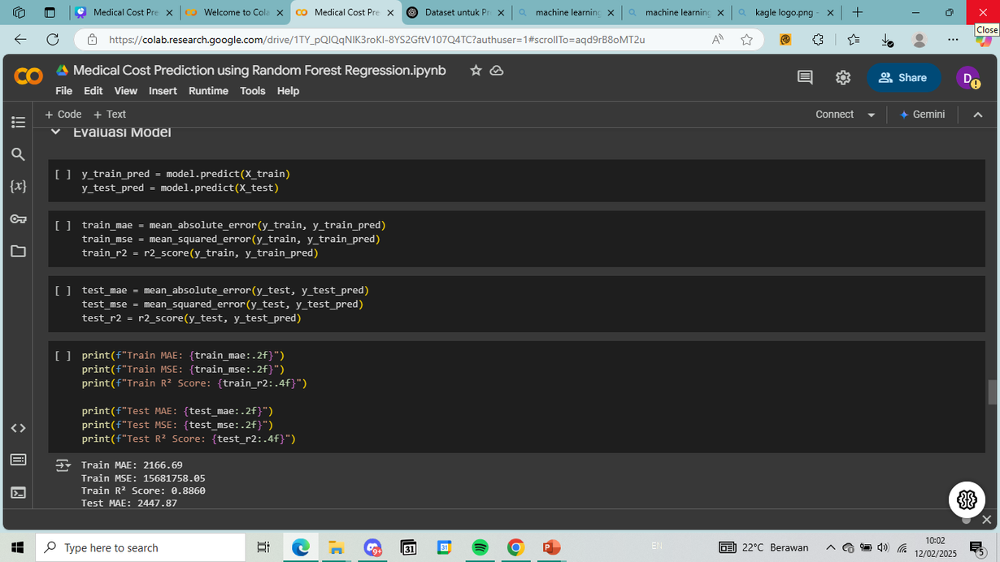 Medical Cost Pre
Welcome to Cola
Medical Cost Pre
Dataset untuk Pr
machine learning
machine learning
kagle logo.png -
Close
https://colab.research.google.com/drive/1TY_pQIQqNIK3roKI-8YS2GftV107Q4TC?authuser=1#scrollTo=aqd9rB8oMT2u
Medical Cost Prediction using Random Forest Regression.ipynb
File Edit View Insert Runtime Tools Help
Share
D
+ Code + Text
Connect
Gemini
Evaluasi Model
[ ] y_train_pred = model.predict(X_train)
y_test_pred = model.predict(X_test)
[ ] train_mae = mean_absolute_error(y_train, y_train_pred)
train_mse = mean_squared_error(y_train, y_train_pred)
train_r2 = r2_score(y_train, y_train_pred)
[ ] test_mae = mean_absolute_error(y_test, y_test_pred)
test_mse = mean_squared_error(y_test, y_test_pred)
test_r2 = r2_score(y_test, y_test_pred)
[ ] print(f"Train MAE: {train_mae:.2f}")
print(f"Train MSE: {train_mse:.2f}")
print(f"Train R² Score: {train_r2:.4f}")
print(f"Test MAE: {test_mae:.2f}")
print(f"Test MSE: {test_mse:.2f}")
print(f"Test R² Score: {test_r2:.4f}")
Train MAE: 2166.69
Train MSE: 15681758.05
Train R² Score: 0.8860
Test MAE: 2447.87
Type here to search
9+
31
31
EN
22°C Berawan
10:02
12/02/2025
5